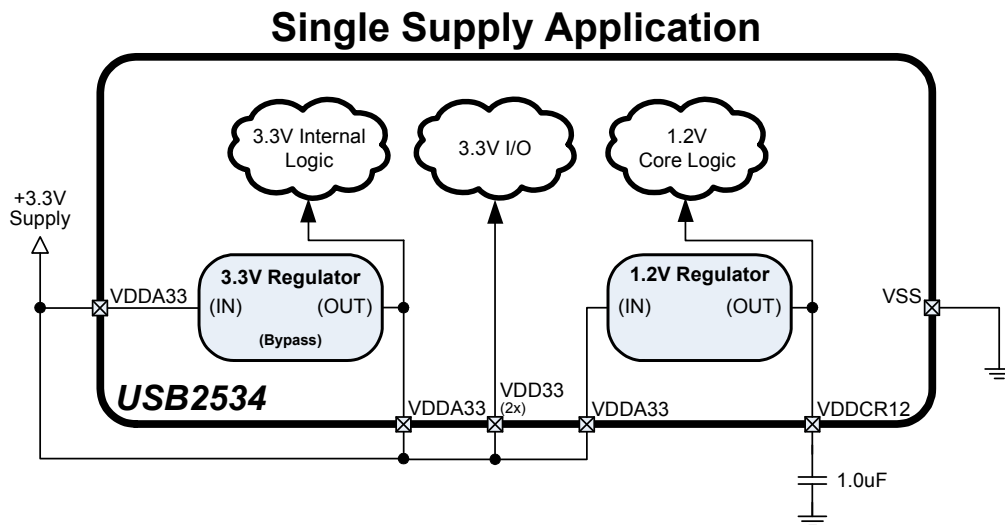 Single Supply Application
3.3V Internal
Logic
3.3V I/O
1.2V
Core Logic
+3.3V
Supply
VDDA33
3.3V Regulator
(IN)
(OUT)
(Bypass)
1.2V Regulator
(IN)
(OUT)
VSS
USB2534
VDDA33
VDD33
(2x)
VDDA33
VDDCR12
1.0uF